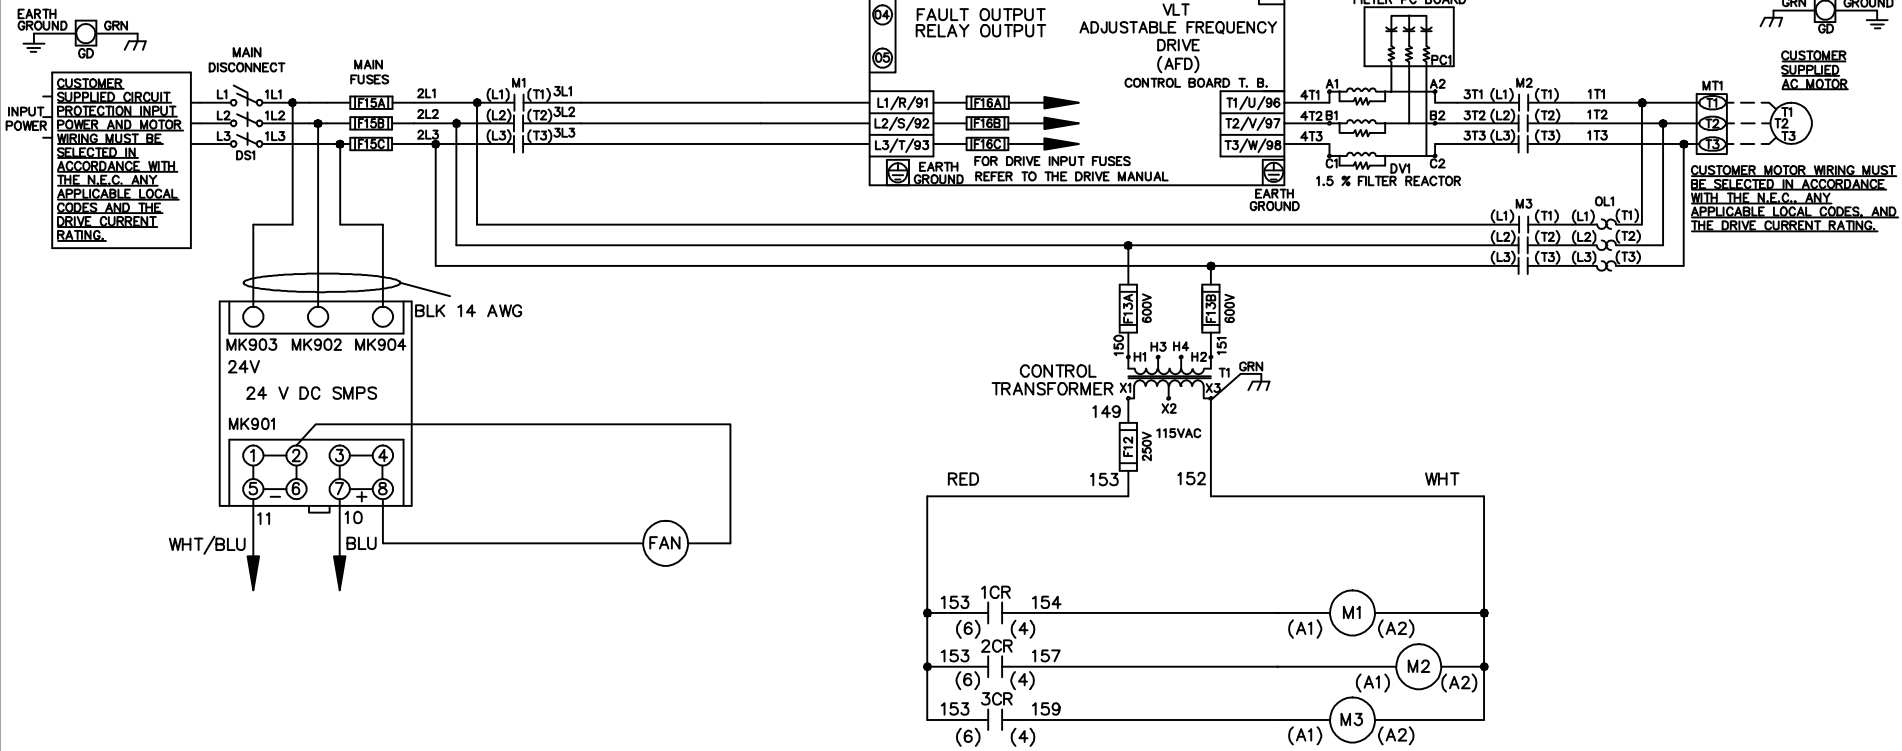 EARTH
GROUND
GRN
GD
04
FAULT OUTPUT
RELAY OUTPUT
05
VLT
ADJUSTABLE FREQUENCY
DRIVE
(AFD)
CONTROL BOARD T. B.
PC1
GRN
GROUND
GD
CUSTOMER
SUPPLIED
AC MOTOR
MAIN
DISCONNECT
MAIN
FUSES
INPUT
POWER
CUSTOMER
SUPPLIED CIRCUIT
PROTECTION INPUT
POWER AND MOTOR
WIRING MUST BE
SELECTED IN
ACCORDANCE WITH
THE N.E.C. ANY
APPLICABLE LOCAL
CODES AND THE
DRIVE CURRENT
RATING.
L1 1L1 F15A 2L1 M1 (L1) (T1) 3L1
L2 1L2 F15B 2L2 (L2) (T2) 3L2
L3 1L3 F15C 2L3 (L3) (T3) 3L3
DS1
L1/R/91 F16A
L2/S/92 F16B
L3/T/93 F16C
EARTH
GROUND
FOR DRIVE INPUT FUSES
REFER TO THE DRIVE MANUAL
T1/U/96 4T1 A1 A2 3T1 (L1) M2 (T1) 1T1 MT1 T1
T2/V/97 4T2 B1 B2 3T2 (L2) (T2) 1T2 T2
T3/W/98 4T3 C1 C2 3T3 (L3) (T3) 1T3 T3
T1
T2
T3
DV1
1.5 % FILTER REACTOR
EARTH
GROUND
CUSTOMER MOTOR WIRING MUST
BE SELECTED IN ACCORDANCE
WITH THE N.E.C., ANY
APPLICABLE LOCAL CODES, AND
THE DRIVE CURRENT RATING.
M3 OL1
(L1) (T1) (L1) (T1)
(L2) (T2) (L2) (T2)
(L3) (T3) (L3) (T3)
BLK 14 AWG
MK903 MK902 MK904
24V
24 V DC SMPS
MK901
1 2 3 4
5 − 6 7 + 8
11 10
WHT/BLU BLU
FAN
F13A 600V F13B 600V
150 151
H1 H3 H4 H2
CONTROL
TRANSFORMER
T1
GRN
X1 X2 X3
149
F12 250V
115VAC
153 152
RED WHT
1CR
153 154 M1
(6) (4) (A1) (A2)
2CR
153 157 M2
(6) (4) (A1) (A2)
3CR
153 159 M3
(6) (4) (A1) (A2)